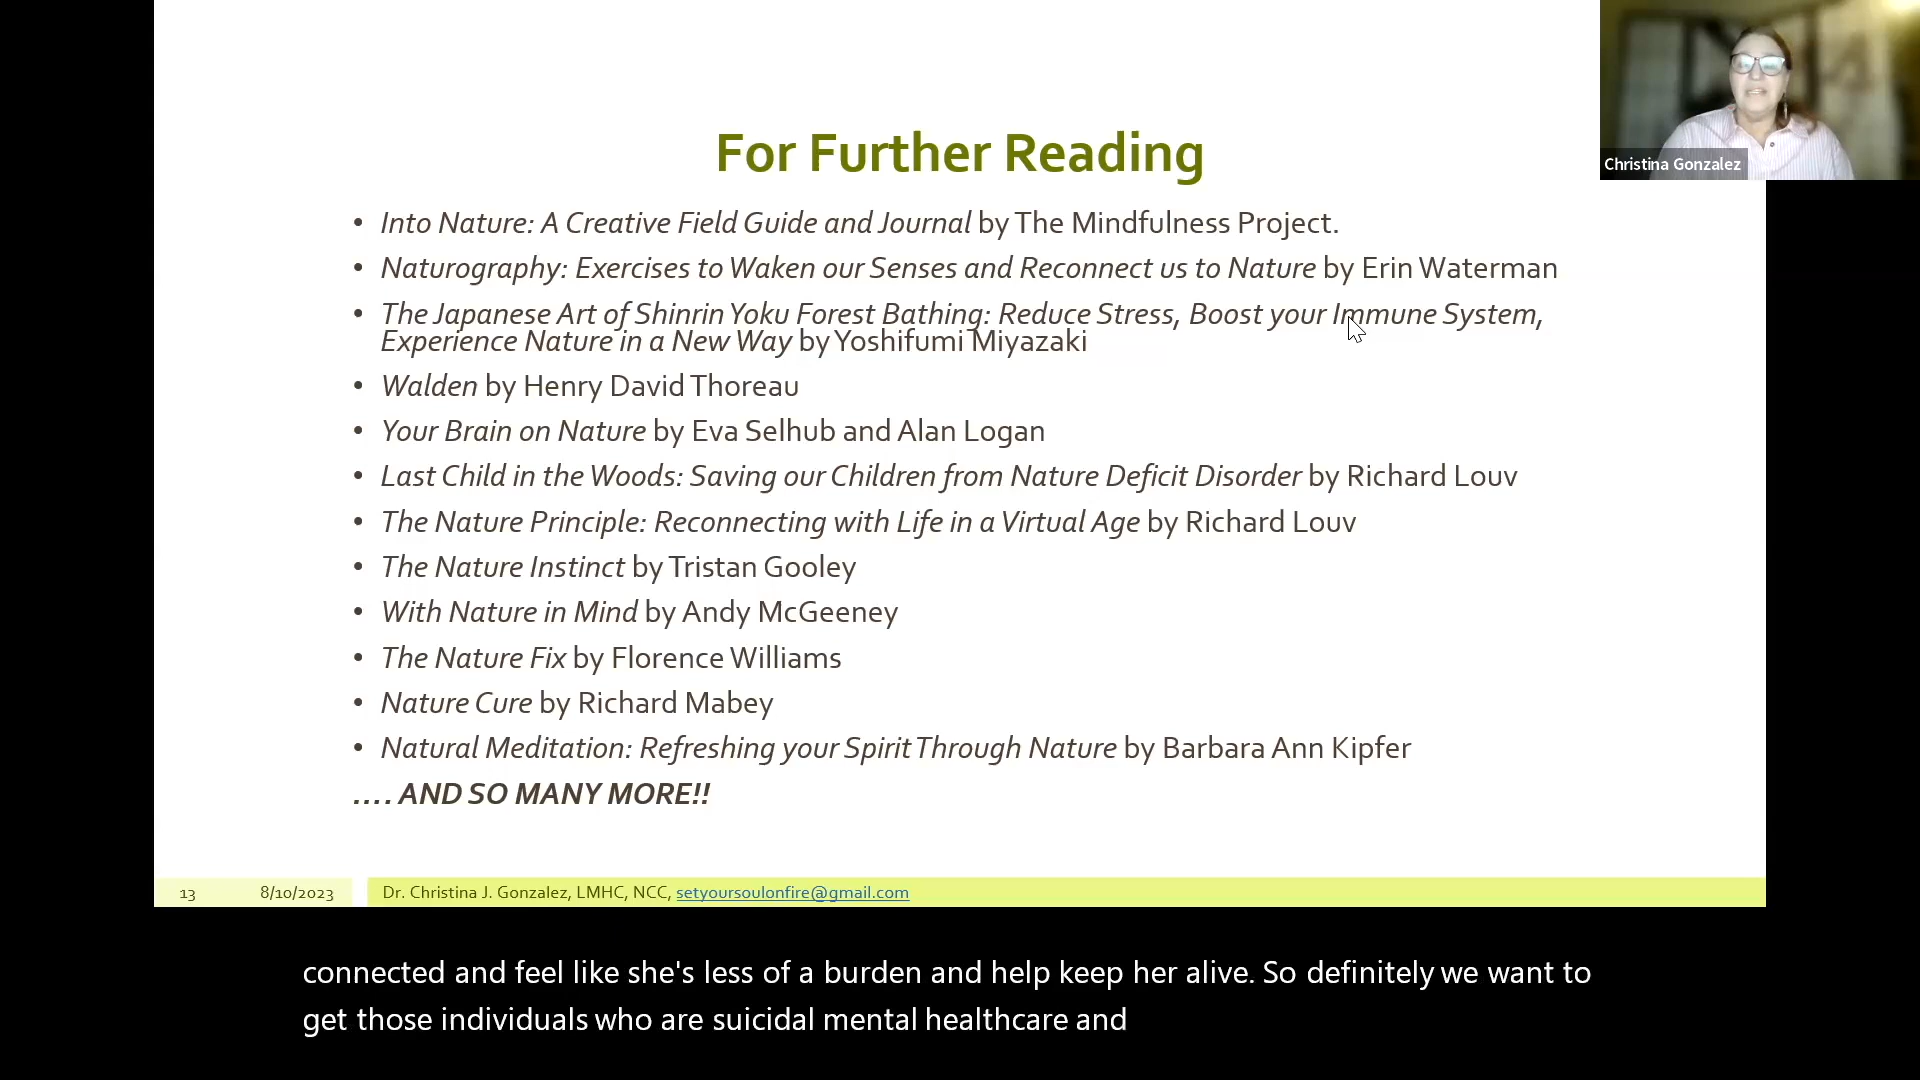 For Further Reading
Christina Gonzalez
• Into Nature: A Creative Field Guide and Journal by The Mindfulness Project.
• Naturography: Exercises to Waken our Senses and Reconnect us to Nature by Erin Waterman
• The Japanese Art of Shinrin Yoku Forest Bathing: Reduce Stress, Boost your Immune System,
Experience Nature in a New Way by Yoshifumi Miyazaki
• Walden by Henry David Thoreau
• Your Brain on Nature by Eva Selhub and Alan Logan
• Last Child in the Woods: Saving our Children from Nature Deficit Disorder by Richard Louv
• The Nature Principle: Reconnecting with Life in a Virtual Age by Richard Louv
• The Nature Instinct by Tristan Gooley
• With Nature in Mind by Andy McGeeney
• The Nature Fix by Florence Williams
• Nature Cure by Richard Mabey
• Natural Meditation: Refreshing your Spirit Through Nature by Barbara Ann Kipfer
.... AND SO MANY MORE!!
13 8/10/2023 Dr. Christina J. Gonzalez, LMHC, NCC, setyoursoulonfire@gmail.com
connected and feel like she's less of a burden and help keep her alive. So definitely we want to
get those individuals who are suicidal mental healthcare and